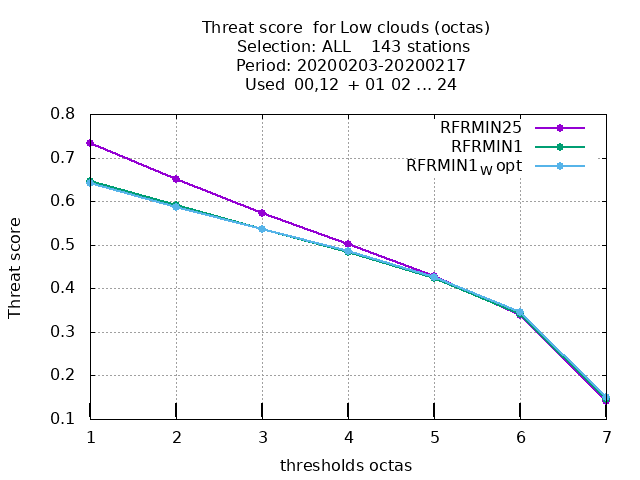 Threat score  for Low clouds (octas)
Selection: ALL    143 stations
Period: 20200203-20200217
Used  00,12  + 01 02 ... 24
RFRMIN25
RFRMIN1
RFRMIN1w opt
0.8
0.7
0.6
0.5
0.4
0.3
0.2
0.1
Threat score
1 2 3 4 5 6 7
thresholds octas